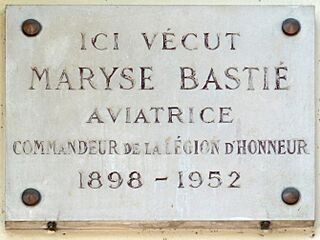 ICI VÉCUT
MARYSE BASTIÉ
AVIATRICE
COMMANDEUR DE LA LÉGION D'HONNEUR
1898 - 1952